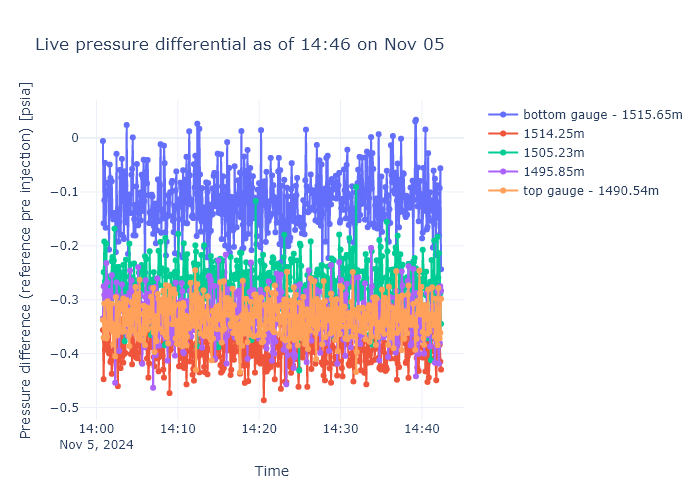 Live pressure differential as of 14:46 on Nov 05
Pressure difference (reference pre injection) [psia]
0
−0.1
−0.2
−0.3
−0.4
−0.5
14:00
Nov 5, 2024
14:10
14:20
14:30
14:40
Time
bottom gauge - 1515.65m
1514.25m
1505.23m
1495.85m
top gauge - 1490.54m